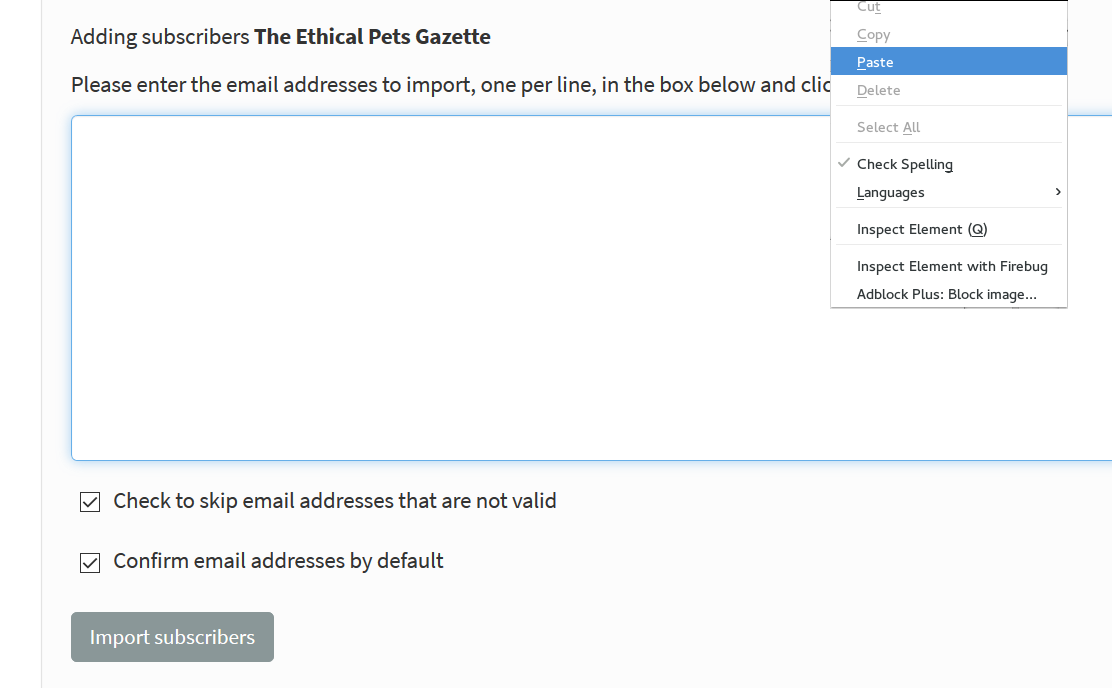 Adding subscribers The Ethical Pets Gazette
Please enter the email addresses to import, one per line, in the box below and
Cut
Copy
Paste
Delete
Select All
Check Spelling
Languages
Inspect Element (Q)
Inspect Element with Firebug
Adblock Plus: Block image...
Check to skip email addresses that are not valid
Confirm email addresses by default
Import subscribers